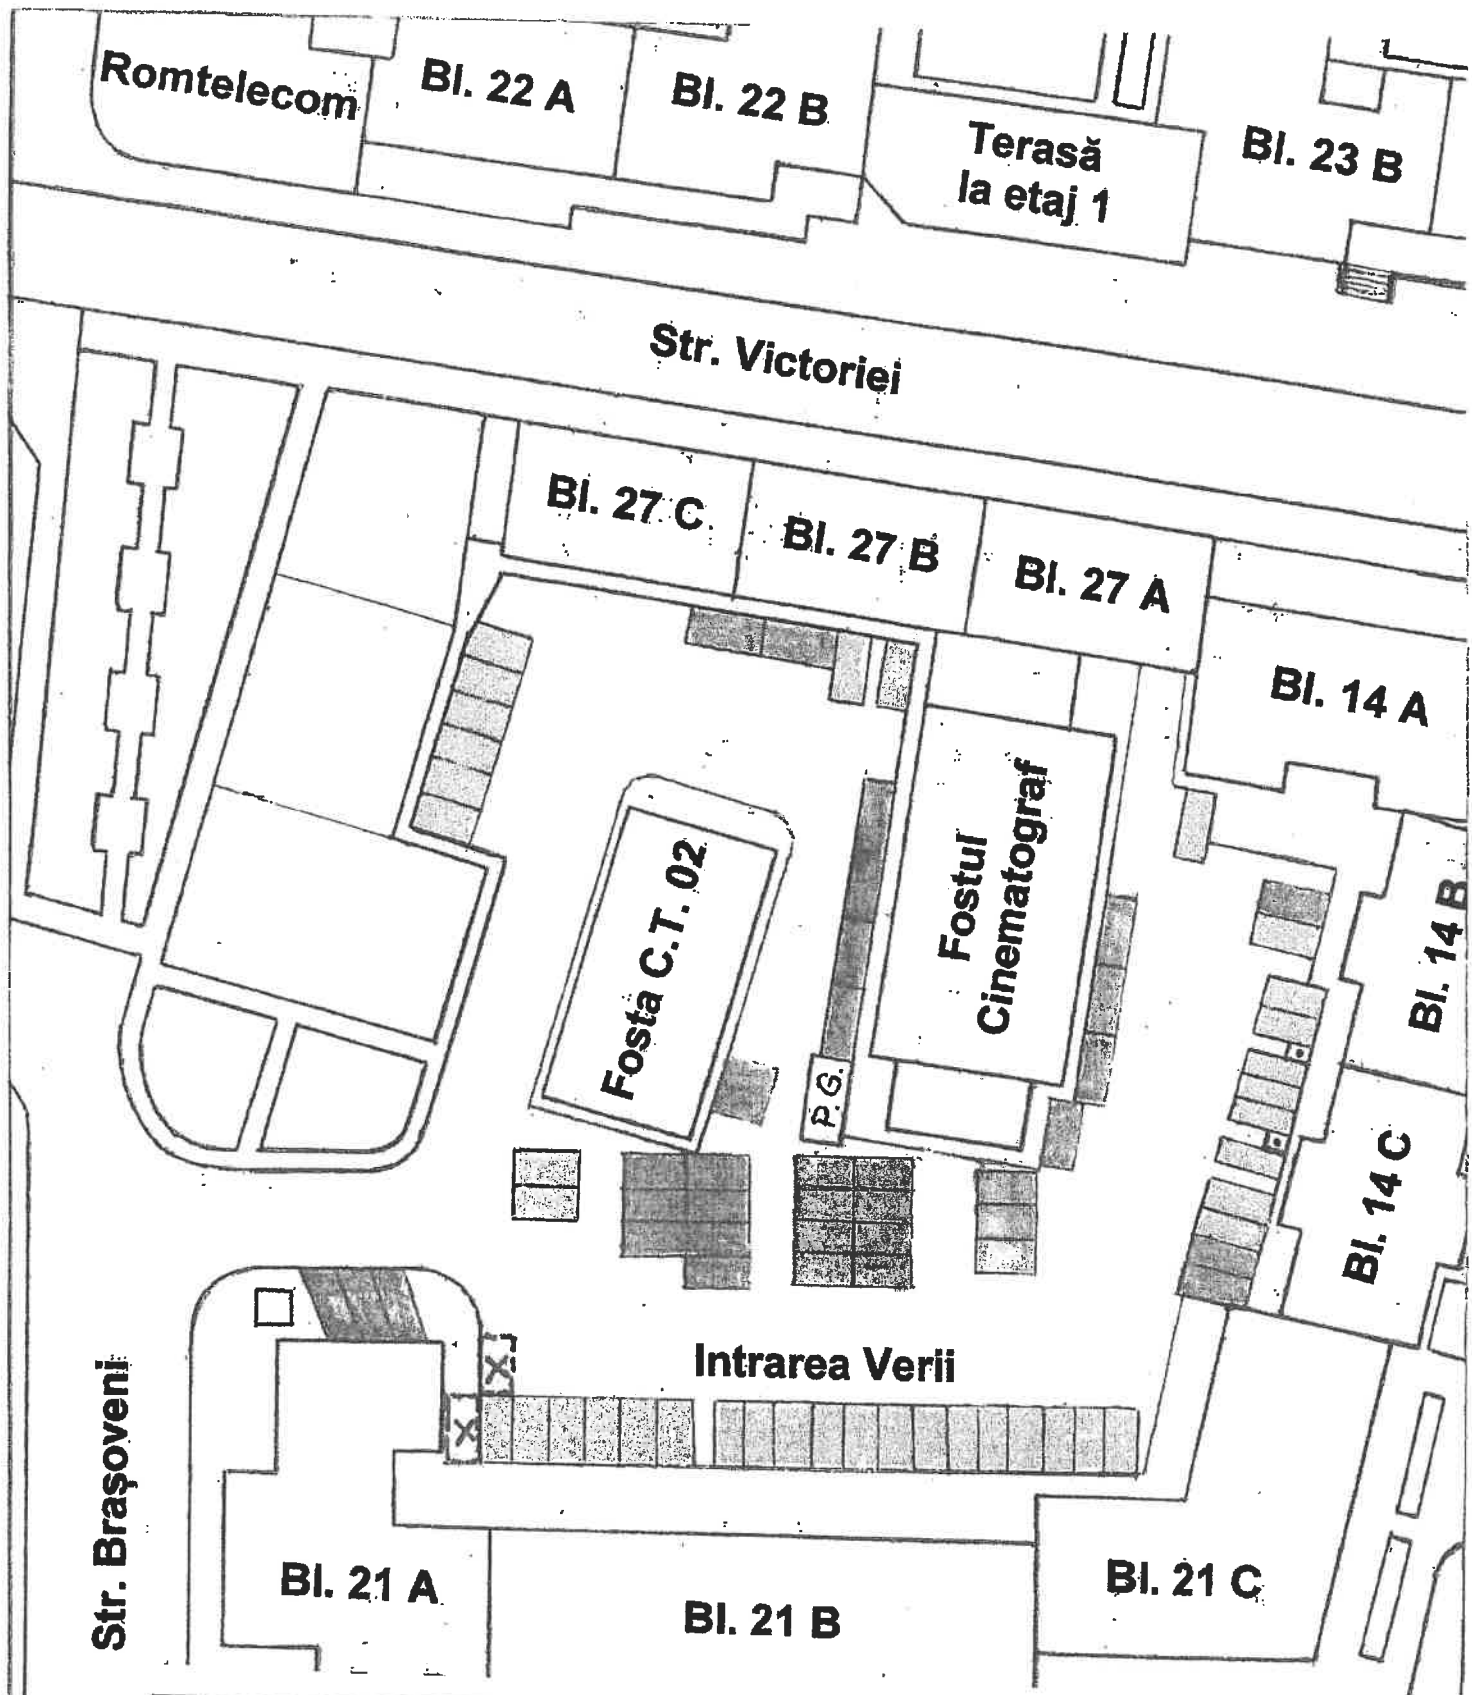 Romtelecom
Bl. 22 A
Bl. 22 B
Terasă
la etaj 1
Bl. 23 B
Str. Victoriei
Bl. 27 C
Bl. 27 B
Bl. 27 A
Bl. 14 A
Fosta C.T. 02
Fostul
Cinematograf
Bl. 14 B
P.G.
Bl. 14 C
Intrarea Verii
X
X
Str. Brașoveni
Bl. 21 A
Bl. 21 B
Bl. 21 C